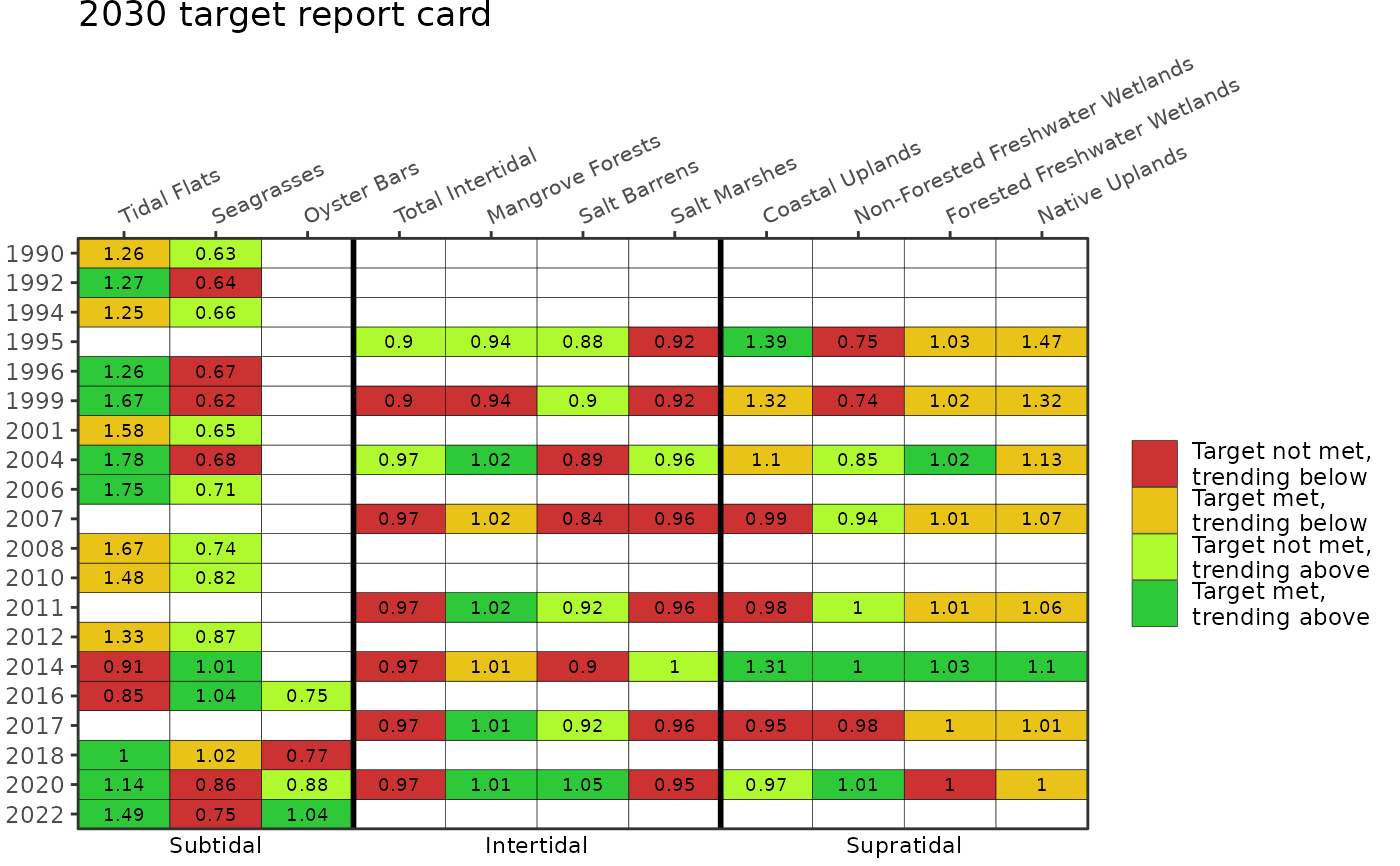 2030 target report card
Tidal Flats
Seagrasses
Oyster Bars
Total Intertidal
Mangrove Forests
Salt Barrens
Salt Marshes
Coastal Uplands
Non-Forested Freshwater Wetlands
Forested Freshwater Wetlands
Native Uplands
1990 1.26 0.63
1992 1.27 0.64
1994 1.25 0.66
1995 0.9 0.94 0.88 0.92 1.39 0.75 1.03 1.47
1996 1.26 0.67
1999 1.67 0.62 0.9 0.94 0.9 0.92 1.32 0.74 1.02 1.32
2001 1.58 0.65
2004 1.78 0.68 0.97 1.02 0.89 0.96 1.1 0.85 1.02 1.13
2006 1.75 0.71
2007 0.97 1.02 0.84 0.96 0.99 0.94 1.01 1.07
2008 1.67 0.74
2010 1.48 0.82
2011 0.97 1.02 0.92 0.96 0.98 1 1.01 1.06
2012 1.33 0.87
2014 0.91 1.01 0.97 1.01 0.9 1 1.31 1 1.03 1.1
2016 0.85 1.04 0.75
2017 0.97 1.01 0.92 0.96 0.95 0.98 1 1.01
2018 1 1.02 0.77
2020 1.14 0.86 0.88 0.97 1.01 1.05 0.95 0.97 1.01 1 1
2022 1.49 0.75 1.04
Subtidal Intertidal Supratidal
Target not met,
trending below
Target met,
trending below
Target not met,
trending above
Target met,
trending above